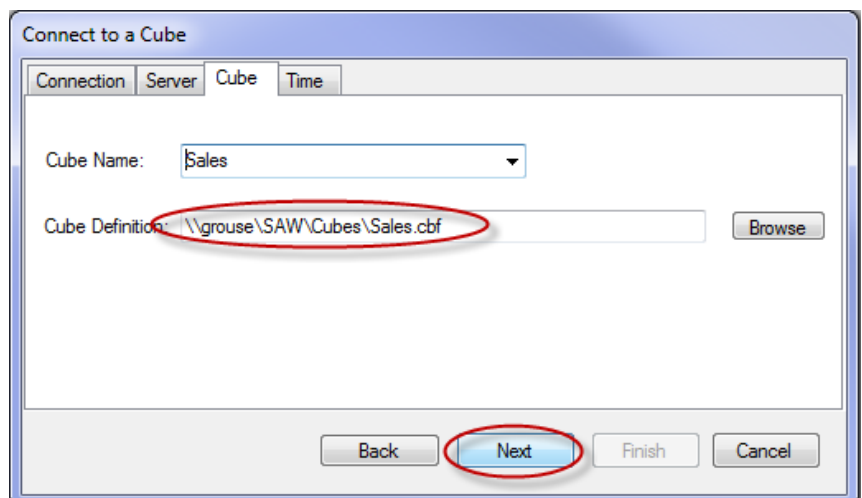 Connect to a Cube
Connection Server Cube Time
Cube Name: Sales
Cube Definition: \\grouse\SAW\Cubes\Sales.cbf Browse
Back Next Finish Cancel